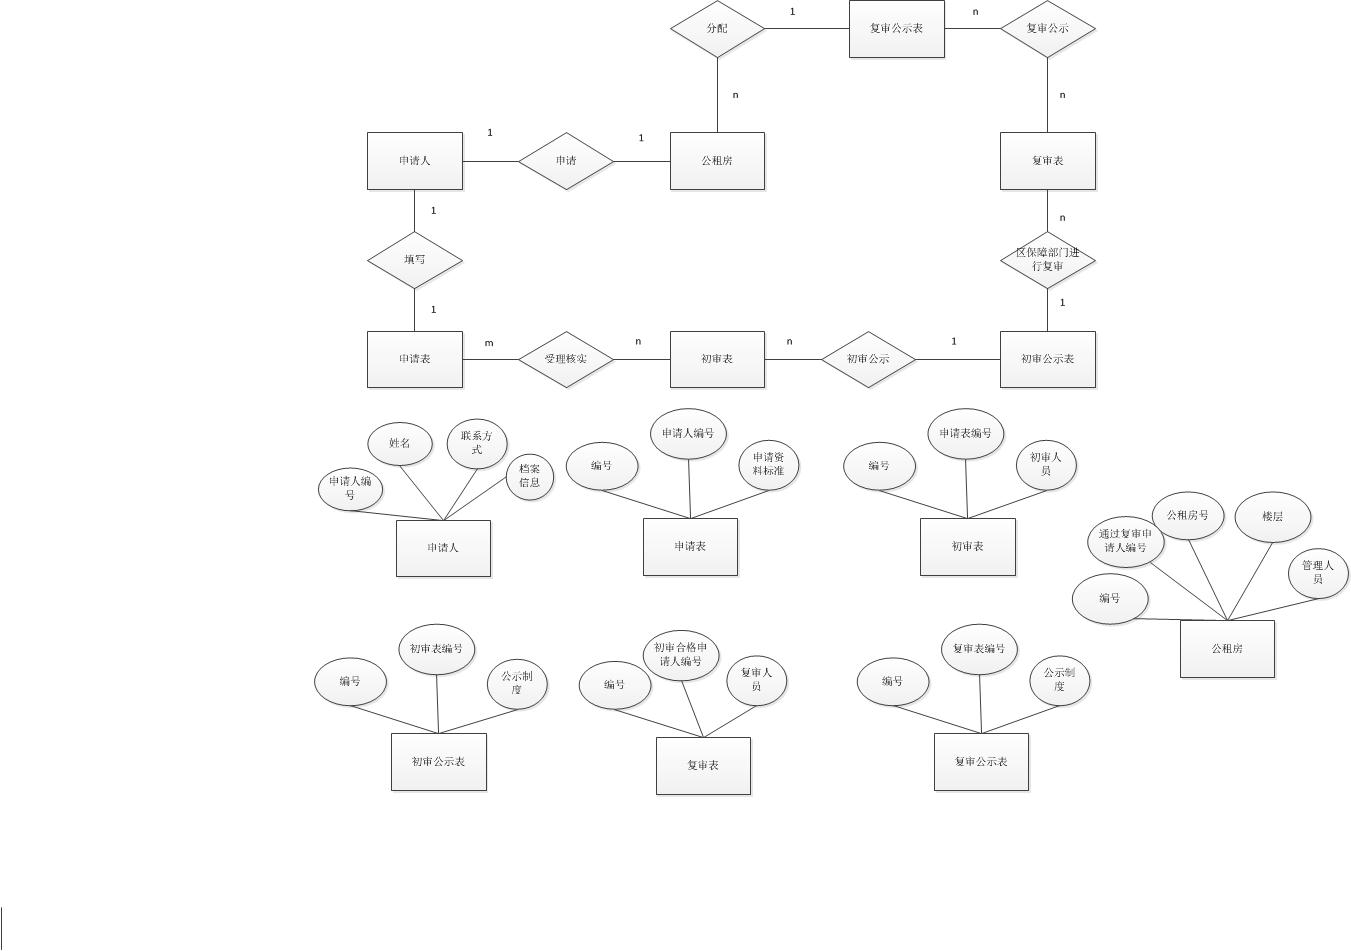 分配
1
复审公示表
n
复审公示
n
n
申请人
1
申请
1
公租房
复审表
1
n
填写
区保障部门进
行复审
1
1
申请表
m
受理核实
n
初审表
n
初审公示
1
初审公示表
申请人编
号
姓名
联系方
式
档案
信息
申请人
编号
申请人编号
申请资
料标准
申请表
编号
申请表编号
初审人
员
初审表
编号
通过复审申
请人编号
公租房号
楼层
管理人
员
公租房
编号
初审表编号
公示制
度
初审公示表
编号
初审合格申
请人编号
复审人
员
复审表
编号
复审表编号
公示制
度
复审公示表